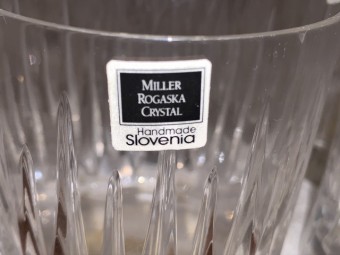 MILLER
ROGASKA
CRYSTAL
Handmade
Slovenia